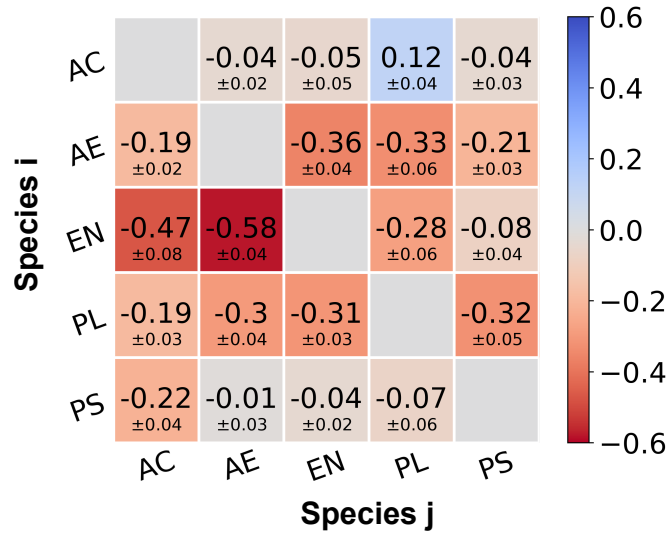 Species i
AC
-0.04 -0.05 0.12 -0.04
±0.02 ±0.05 ±0.04 ±0.03
AE
-0.19 -0.36 -0.33 -0.21
±0.02 ±0.04 ±0.06 ±0.03
EN
-0.47 -0.58 -0.28 -0.08
±0.08 ±0.04 ±0.06 ±0.04
PL
-0.19 -0.3 -0.31 -0.32
±0.03 ±0.04 ±0.03 ±0.05
PS
-0.22 -0.01 -0.04 -0.07
±0.04 ±0.03 ±0.02 ±0.06
AC AE EN PL PS
Species j
0.6
0.4
0.2
0.0
−0.2
−0.4
−0.6